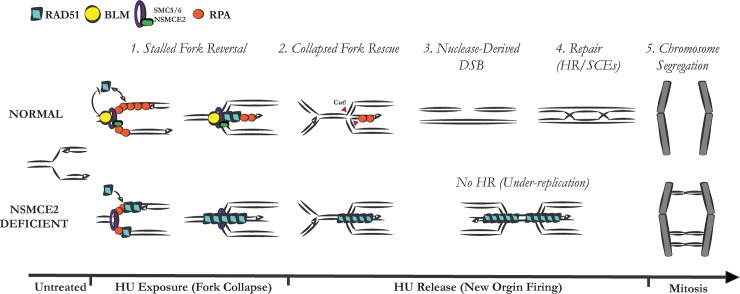 RAD51 BLM SMC5/6 NSMCE2 RPA
1. Stalled Fork Reversal
2. Collapsed Fork Rescue
3. Nuclease-Derived DSB
4. Repair (HR/SCEs)
5. Chromosome Segregation
NORMAL
Cut!
NSMCE2 DEFICIENT
No HR (Under-replication)
Untreated
HU Exposure (Fork Collapse)
HU Release (New Orgin Firing)
Mitosis